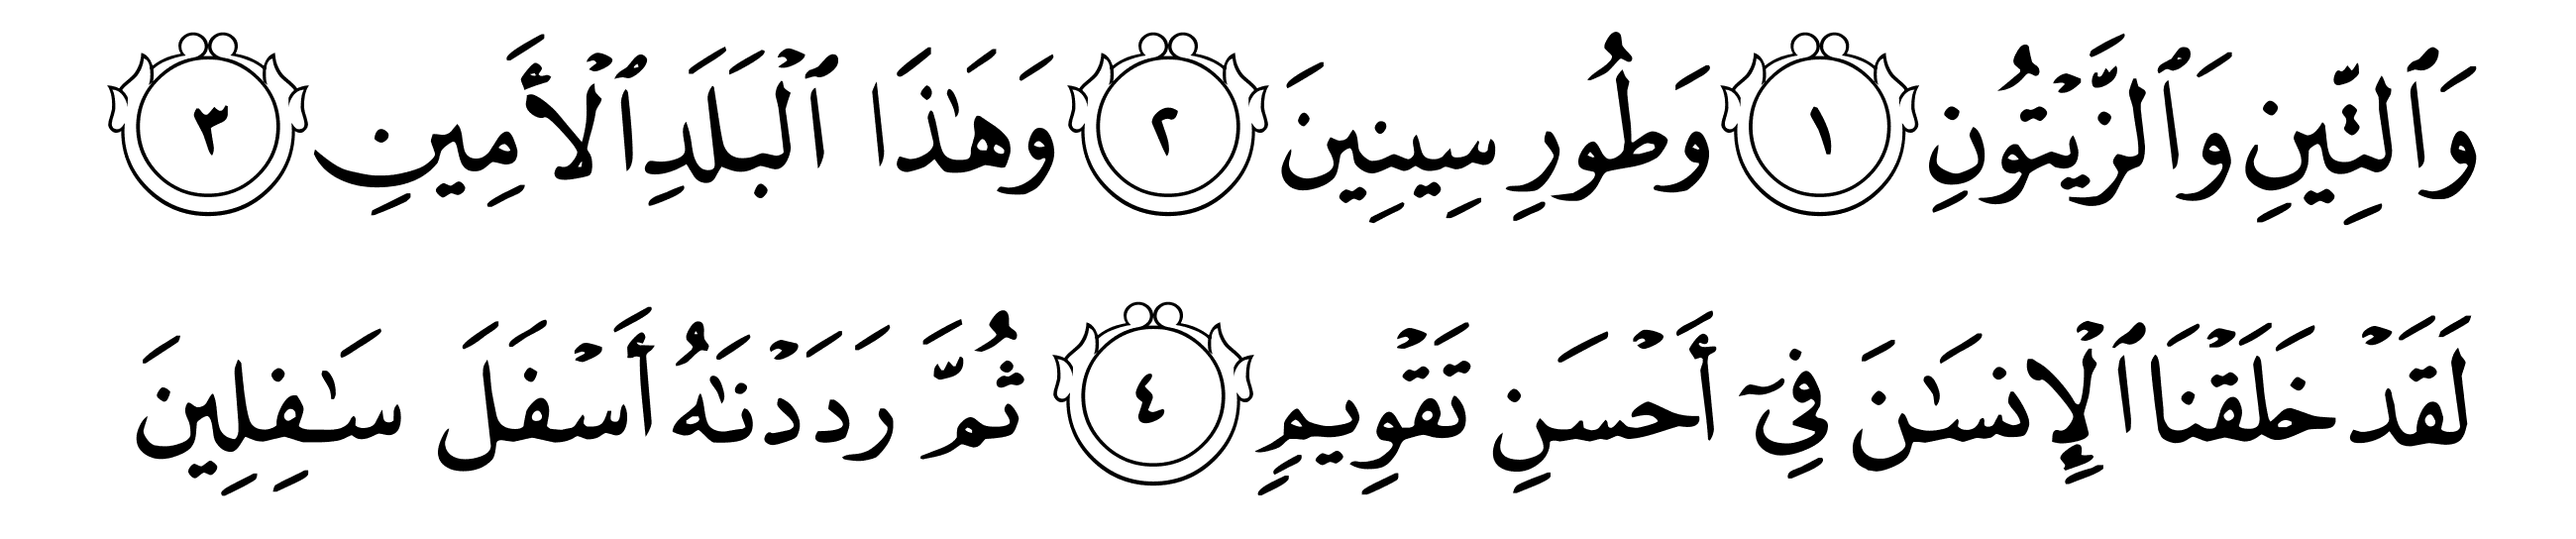 وَٱلتِّينِ وَٱلزَّيۡتُونِ ١ وَطُورِ سِينِينَ ٢ وَهَٰذَا ٱلۡبَلَدِ ٱلۡأَمِينِ ٣
لَقَدۡ خَلَقۡنَا ٱلۡإِنسَٰنَ فِيٓ أَحۡسَنِ تَقۡوِيمِ ٤ ثُمَّ رَدَدۡنَٰهُ أَسۡفَلَ سَٰفِلِينَ